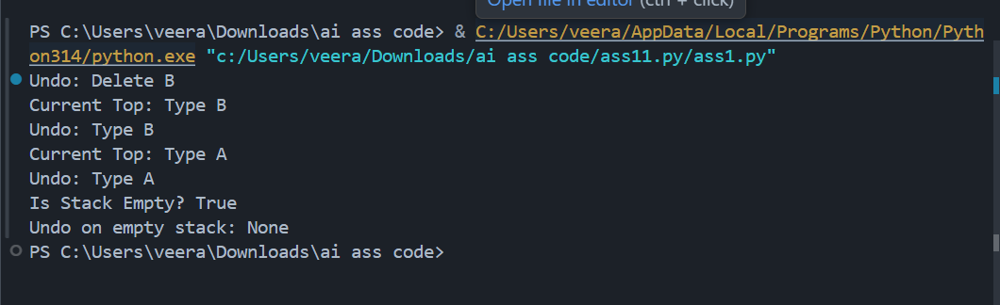 Open file in editor (ctrl + click)
PS C:\Users\veera\Downloads\ai ass code> & C:/Users/veera/AppData/Local/Programs/Python/Pyth
on314/python.exe "c:/Users/veera/Downloads/ai ass code/ass11.py/ass1.py"
Undo: Delete B
Current Top: Type B
Undo: Type B
Current Top: Type A
Undo: Type A
Is Stack Empty? True
Undo on empty stack: None
PS C:\Users\veera\Downloads\ai ass code>